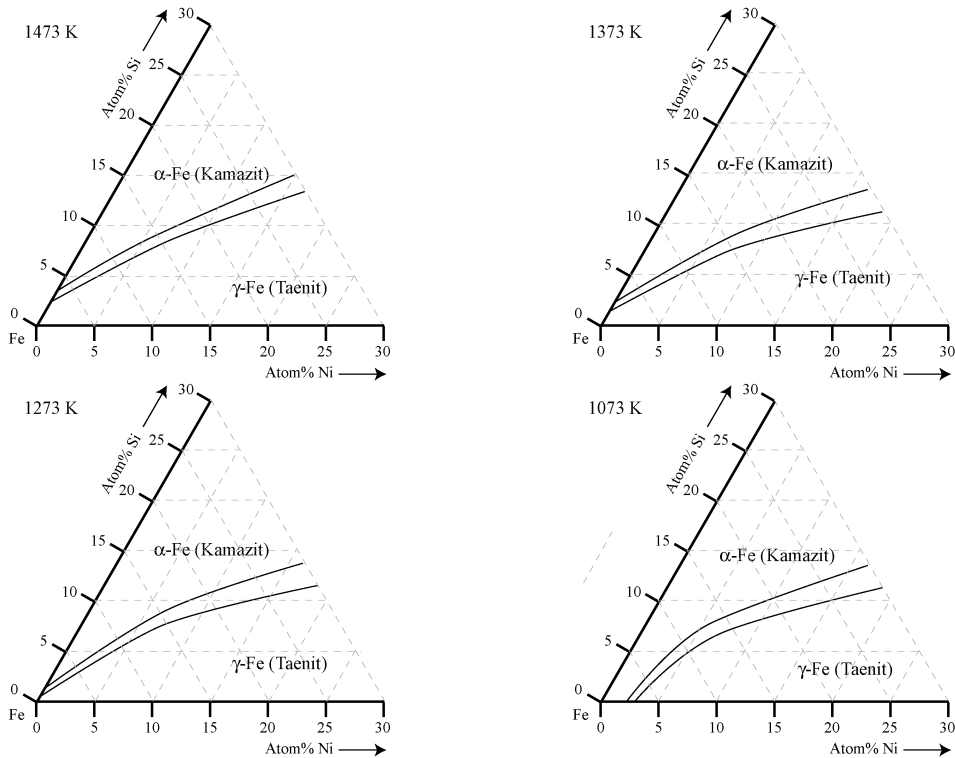 1473 K
Atom% Si
30
25
20
15
10
5
0
α-Fe (Kamazit)
γ-Fe (Taenit)
Fe
0 5 10 15 20 25 30
Atom% Ni
1373 K
Atom% Si
30
25
20
15
10
5
0
α-Fe (Kamazit)
γ-Fe (Taenit)
Fe
0 5 10 15 20 25 30
Atom% Ni
1273 K
Atom% Si
30
25
20
15
10
5
0
α-Fe (Kamazit)
γ-Fe (Taenit)
Fe
0 5 10 15 20 25 30
Atom% Ni
1073 K
Atom% Si
30
25
20
15
10
5
0
α-Fe (Kamazit)
γ-Fe (Taenit)
Fe
0 5 10 15 20 25 30
Atom% Ni